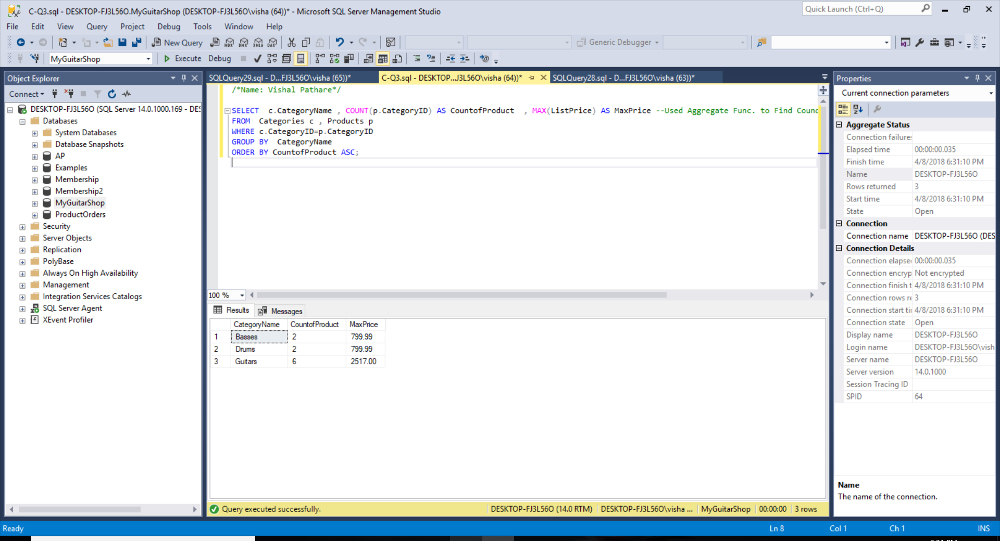 C-Q3.sql - DESKTOP-FJ3L56O.MyGuitarShop (DESKTOP-FJ3L56O\visha (64))* - Microsoft SQL Server Management Studio
Quick Launch (Ctrl+Q)
File Edit View Query Project Debug Tools Window Help
New Query MDX DMX XMLA DAX Generic Debugger
MyGuitarShop Execute Debug
Object Explorer
Connect
DESKTOP-FJ3L56O (SQL Server 14.0.1000.169 - DES
Databases
System Databases
Database Snapshots
AP
Examples
Membership
Membership2
MyGuitarShop
ProductOrders
Security
Server Objects
Replication
PolyBase
Always On High Availability
Management
Integration Services Catalogs
SQL Server Agent
XEvent Profiler
SQLQuery29.sql - D...FJ3L56O\visha (65))* C-Q3.sql - DESKTOP...J3L56O\visha (64))* SQLQuery28.sql - D...FJ3L56O\visha (63))*
/*Name: Vishal Pathare*/
SELECT c.CategoryName , COUNT(p.CategoryID) AS CountofProduct , MAX(ListPrice) AS MaxPrice --Used Aggregate Func. to Find Counc
FROM Categories c , Products p
WHERE c.CategoryID=p.CategoryID
GROUP BY CategoryName
ORDER BY CountofProduct ASC;
100 %
Results Messages
CategoryName CountofProduct MaxPrice
1 Basses 2 799.99
2 Drums 2 799.99
3 Guitars 6 2517.00
Query executed successfully. DESKTOP-FJ3L56O (14.0 RTM) DESKTOP-FJ3L56O\visha ... MyGuitarShop 00:00:00 3 rows
Properties
Current connection parameters
Aggregate Status
Connection failures
Elapsed time 00:00:00.035
Finish time 4/8/2018 6:31:10 PM
Name DESKTOP-FJ3L56O
Rows returned 3
Start time 4/8/2018 6:31:10 PM
State Open
Connection
Connection name DESKTOP-FJ3L56O (DES
Connection Details
Connection elapse 00:00:00.035
Connection encryp Not encrypted
Connection finish t 4/8/2018 6:31:10 PM
Connection rows re 3
Connection start ti 4/8/2018 6:31:10 PM
Connection state Open
Display name DESKTOP-FJ3L56O
Login name DESKTOP-FJ3L56O\vish
Server name DESKTOP-FJ3L56O
Server version 14.0.1000
Session Tracing ID
SPID 64
Name
The name of the connection.
Ready Ln 8 Col 1 Ch 1 INS